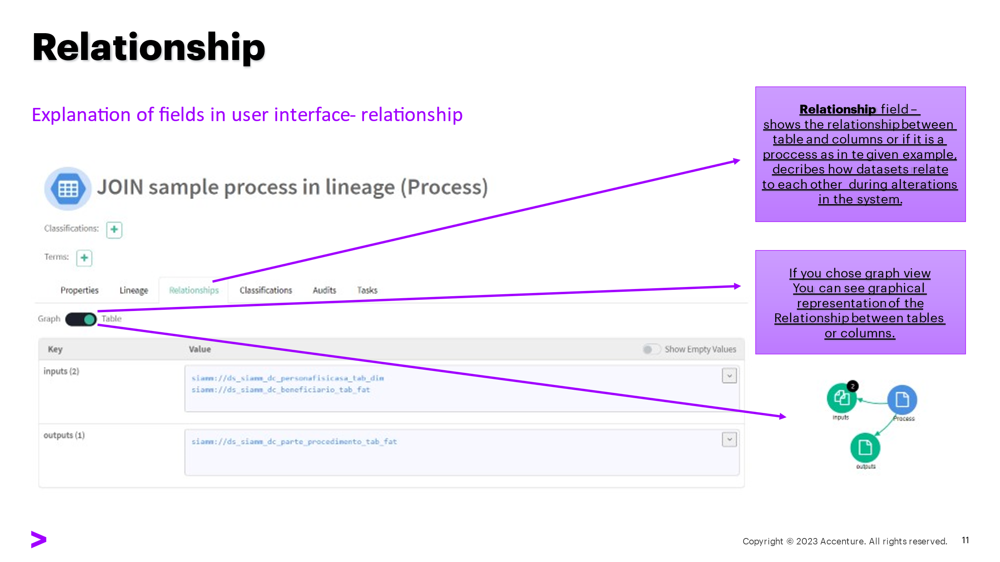 Relationship
Explanation of fields in user interface- relationship
Relationship field –
shows the relationship between
table and columns or if it is a
proccess as in te given example,
decribes how datasets relate
to each other  during alterations
in the system.
JOIN sample process in lineage (Process)
Classifications:
Terms:
Properties Lineage Relationships Classifications Audits Tasks
Graph Table
If you chose graph view
You can see graphical
representation of the
Relationship between tables
or columns.
Key Value Show Empty Values
inputs (2)
siamm://ds_siamm_dc_personafisicasa_tab_dim
siamm://ds_siamm_dc_beneficiario_tab_fat
outputs (1)
siamm://ds_siamm_dc_parte_procedimento_tab_fat
2
inputs
Process
outputs
>
Copyright © 2023 Accenture. All rights reserved. 11